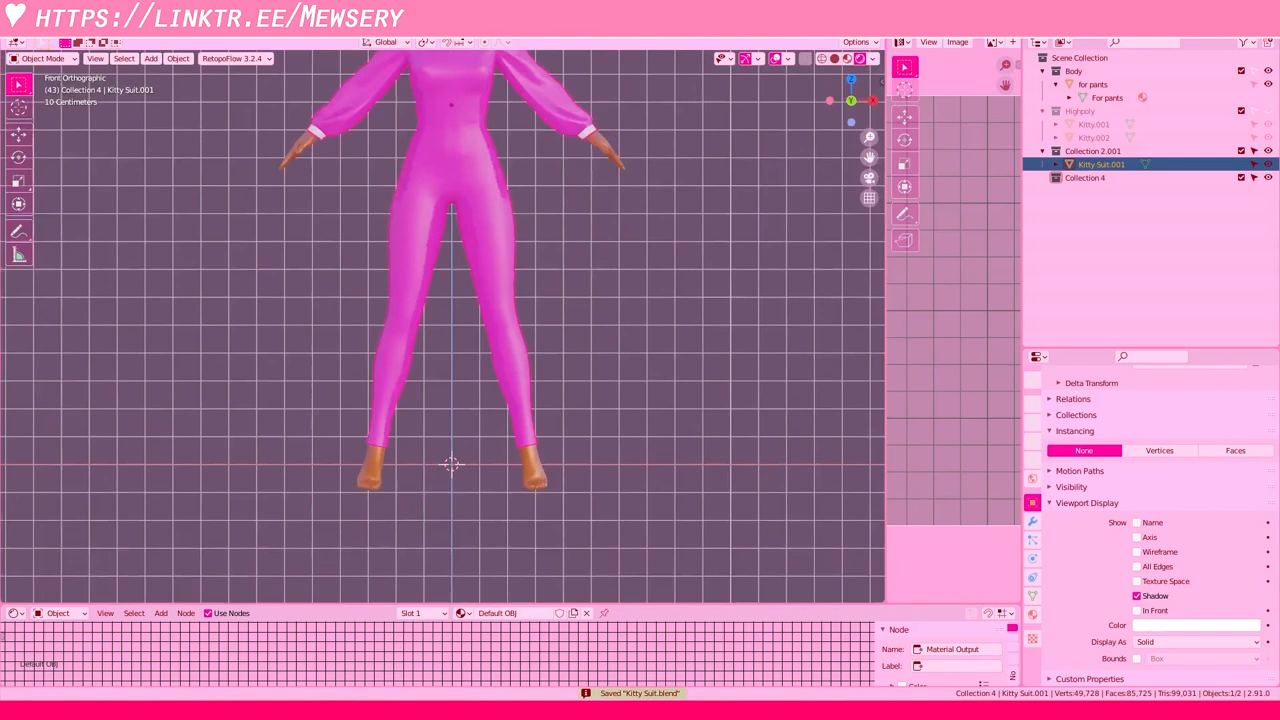 ♥ HTTPS://LINKTR.EE/MEWSERY
Global
Options
View Image
Object Mode View Select Add Object RetopoFlow 3.2.4
Front Orthographic
(43) Collection 4 | Kitty Suit.001
10 Centimeters
Z
Y
X
Scene Collection
Body
for pants
For pants
Highpoly
Kitty.001
Kitty.002
Collection 2.001
Kitty Suit.001
Collection 4
Delta Transform
Relations
Collections
Instancing
None Vertices Faces
Motion Paths
Visibility
Viewport Display
Show Name
Axis
Wireframe
All Edges
Texture Space
Shadow
In Front
Color
Display As Solid
Bounds Box
Custom Properties
Object View Select Add Node Use Nodes Slot 1 Default OBJ
Default OBJ
Node
Name: Material Output
Label:
Color
No
Saved "Kitty Suit.blend"
Collection 4 | Kitty Suit.001 | Verts:49,728 | Faces:85,725 | Tris:99,031 | Objects:1/2 | 2.91.0